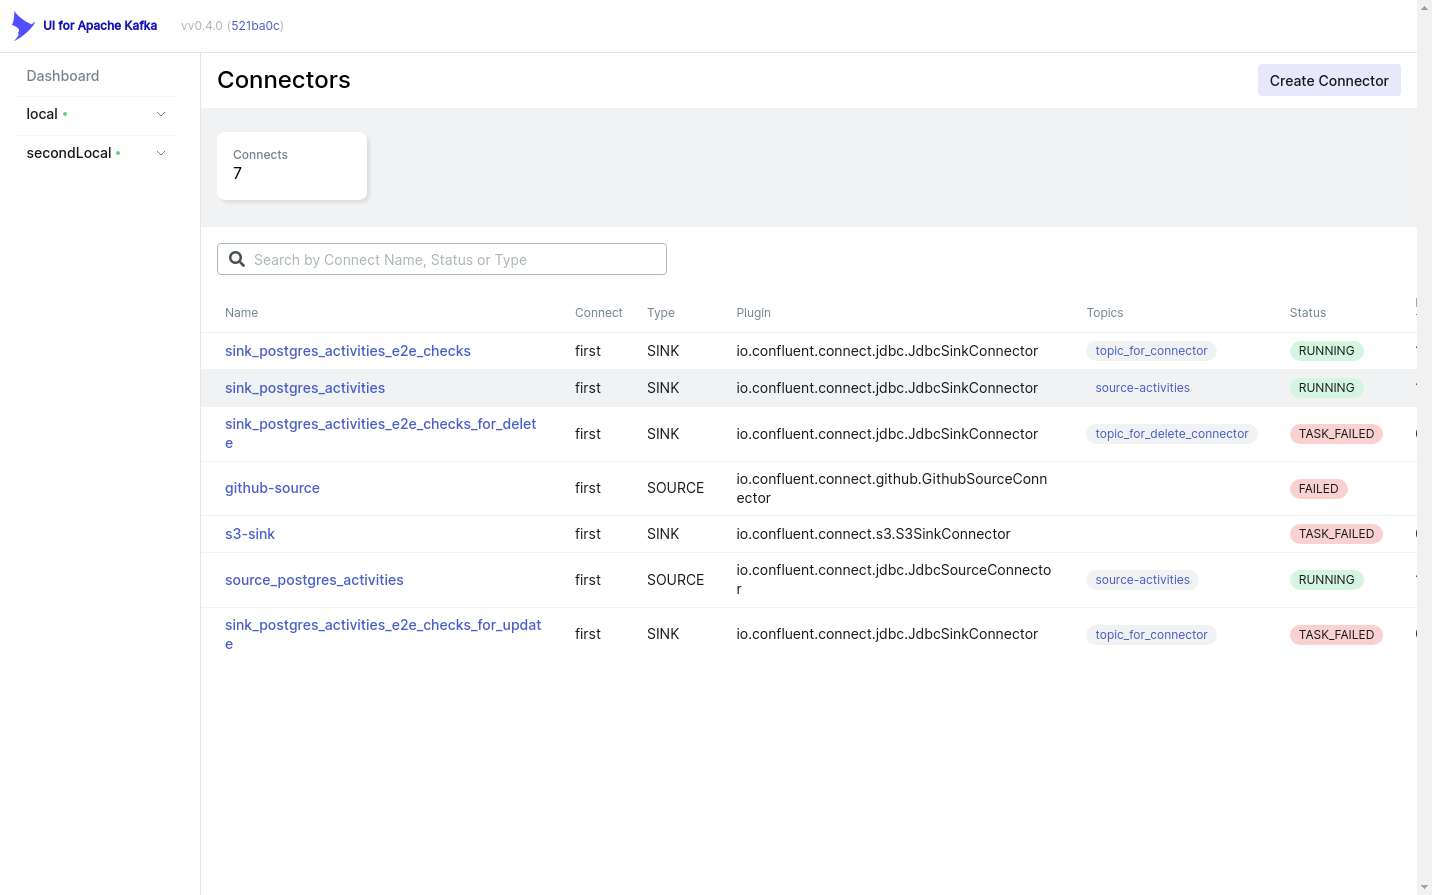 UI for Apache Kafka vv0.4.0 (521ba0c)
Dashboard
local
secondLocal
Connectors
Create Connector
Connects
7
Search by Connect Name, Status or Type
Name Connect Type Plugin Topics Status
sink_postgres_activities_e2e_checks first SINK io.confluent.connect.jdbc.JdbcSinkConnector topic_for_connector RUNNING
sink_postgres_activities first SINK io.confluent.connect.jdbc.JdbcSinkConnector source-activities RUNNING
sink_postgres_activities_e2e_checks_for_delet
e
first SINK io.confluent.connect.jdbc.JdbcSinkConnector topic_for_delete_connector TASK_FAILED
github-source first SOURCE
io.confluent.connect.github.GithubSourceConn
ector
FAILED
s3-sink first SINK io.confluent.connect.s3.S3SinkConnector TASK_FAILED
source_postgres_activities first SOURCE
io.confluent.connect.jdbc.JdbcSourceConnecto
r
source-activities RUNNING
sink_postgres_activities_e2e_checks_for_updat
e
first SINK io.confluent.connect.jdbc.JdbcSinkConnector topic_for_connector TASK_FAILED